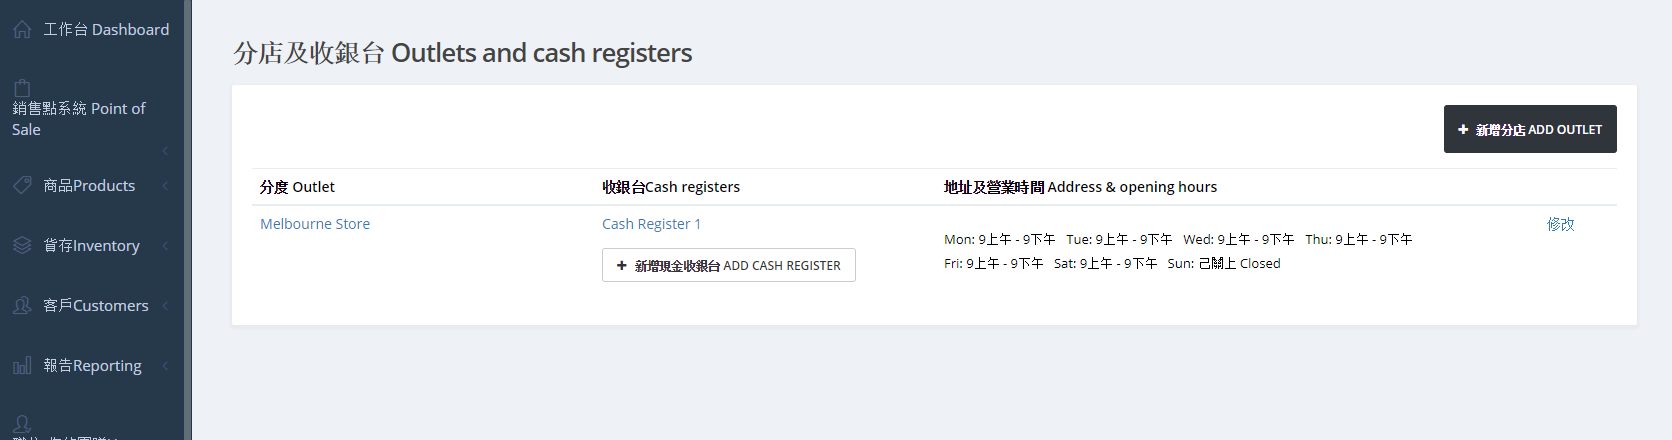 工作台 Dashboard
銷售點系統 Point of
Sale
商品Products
貨存Inventory
客戶Customers
報告Reporting
分店及收銀台 Outlets and cash registers
新增分店 ADD OUTLET
分度 Outlet 收銀台Cash registers 地址及營業時間 Address & opening hours
Melbourne Store Cash Register 1 修改
Mon: 9上午 - 9下午 Tue: 9上午 - 9下午 Wed: 9上午 - 9下午 Thu: 9上午 - 9下午
Fri: 9上午 - 9下午 Sat: 9上午 - 9下午 Sun: 己關上 Closed
新增現金收銀台 ADD CASH REGISTER